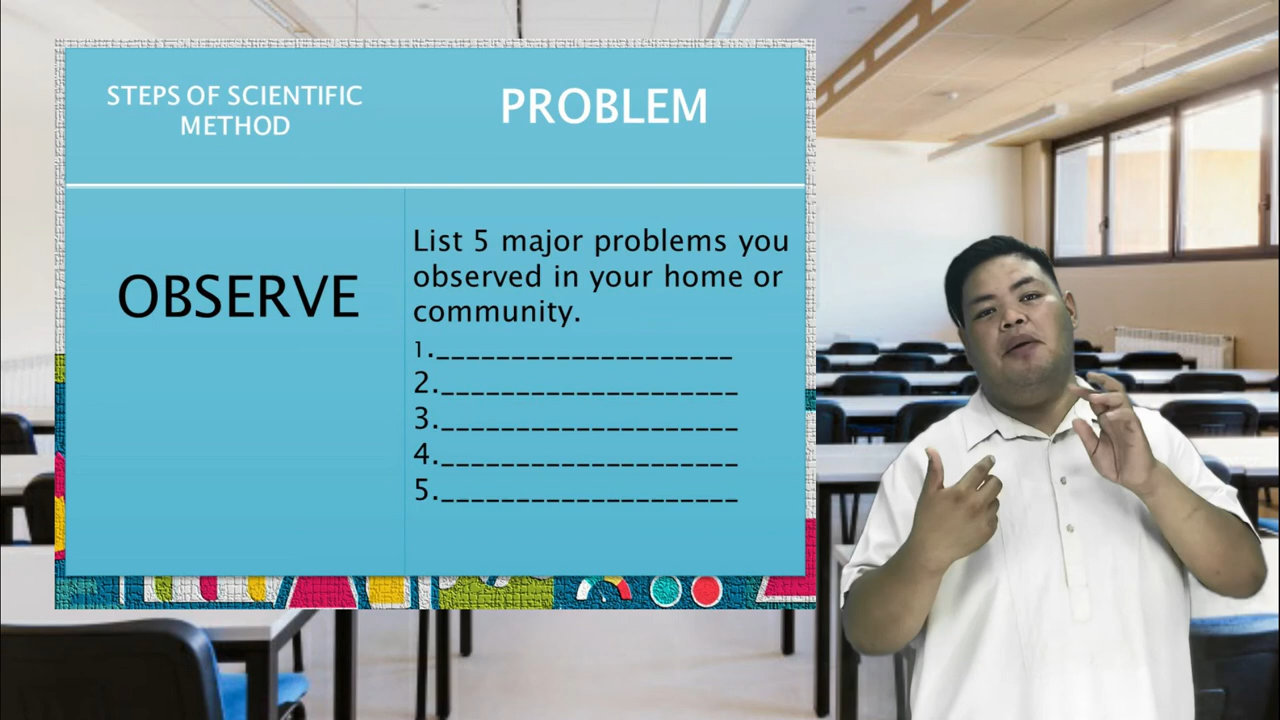 STEPS OF SCIENTIFIC
METHOD
PROBLEM
OBSERVE
List 5 major problems you
observed in your home or
community.
1.____________________
2.____________________
3.____________________
4.____________________
5.____________________